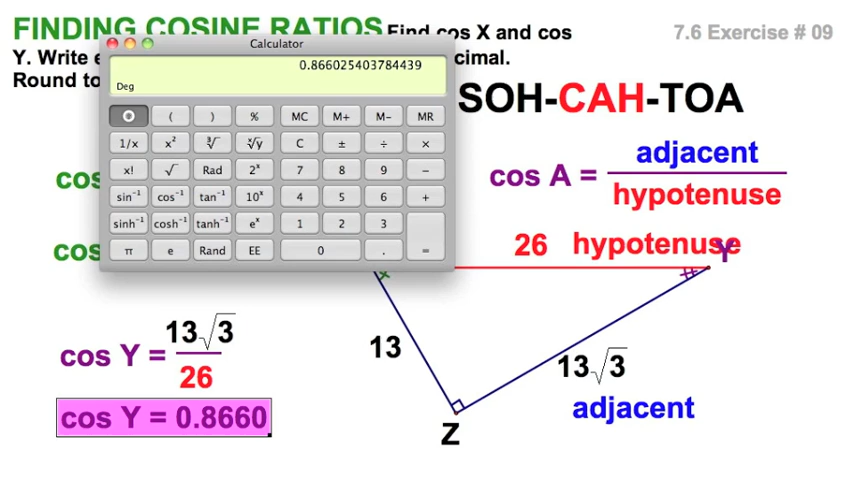 FINDING COSINE RATIOS Find cos X and cos
7.6 Exercise # 09
Y. Write
Round to
SOH-CAH-TOA
Calculator
0.866025403784439
Deg
( ) % MC M+ M- MR
1/x x² ∛ ˣ√y C ± ÷ ×
x! √ Rad 2ˣ 7 8 9 −
sin⁻¹ cos⁻¹ tan⁻¹ 10ˣ 4 5 6 +
sinh⁻¹ cosh⁻¹ tanh⁻¹ eˣ 1 2 3
π e Rand EE 0 . =
cos A = adjacent
hypotenuse
cos
cos
26 hypotenuse
Y
13
13√3
adjacent
Z
cos Y = 13√3
26
cos Y = 0.8660